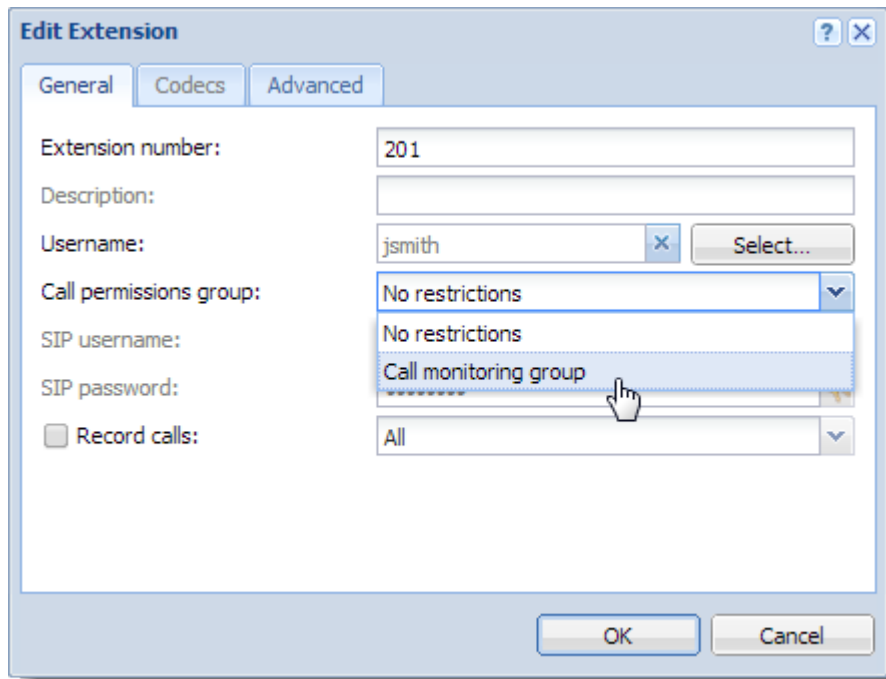 Edit Extension
?
General Codecs Advanced
Extension number: 201
Description:
Username: jsmith Select...
Call permissions group: No restrictions
No restrictions
SIP username:
Call monitoring group
SIP password:
Record calls: All
OK Cancel